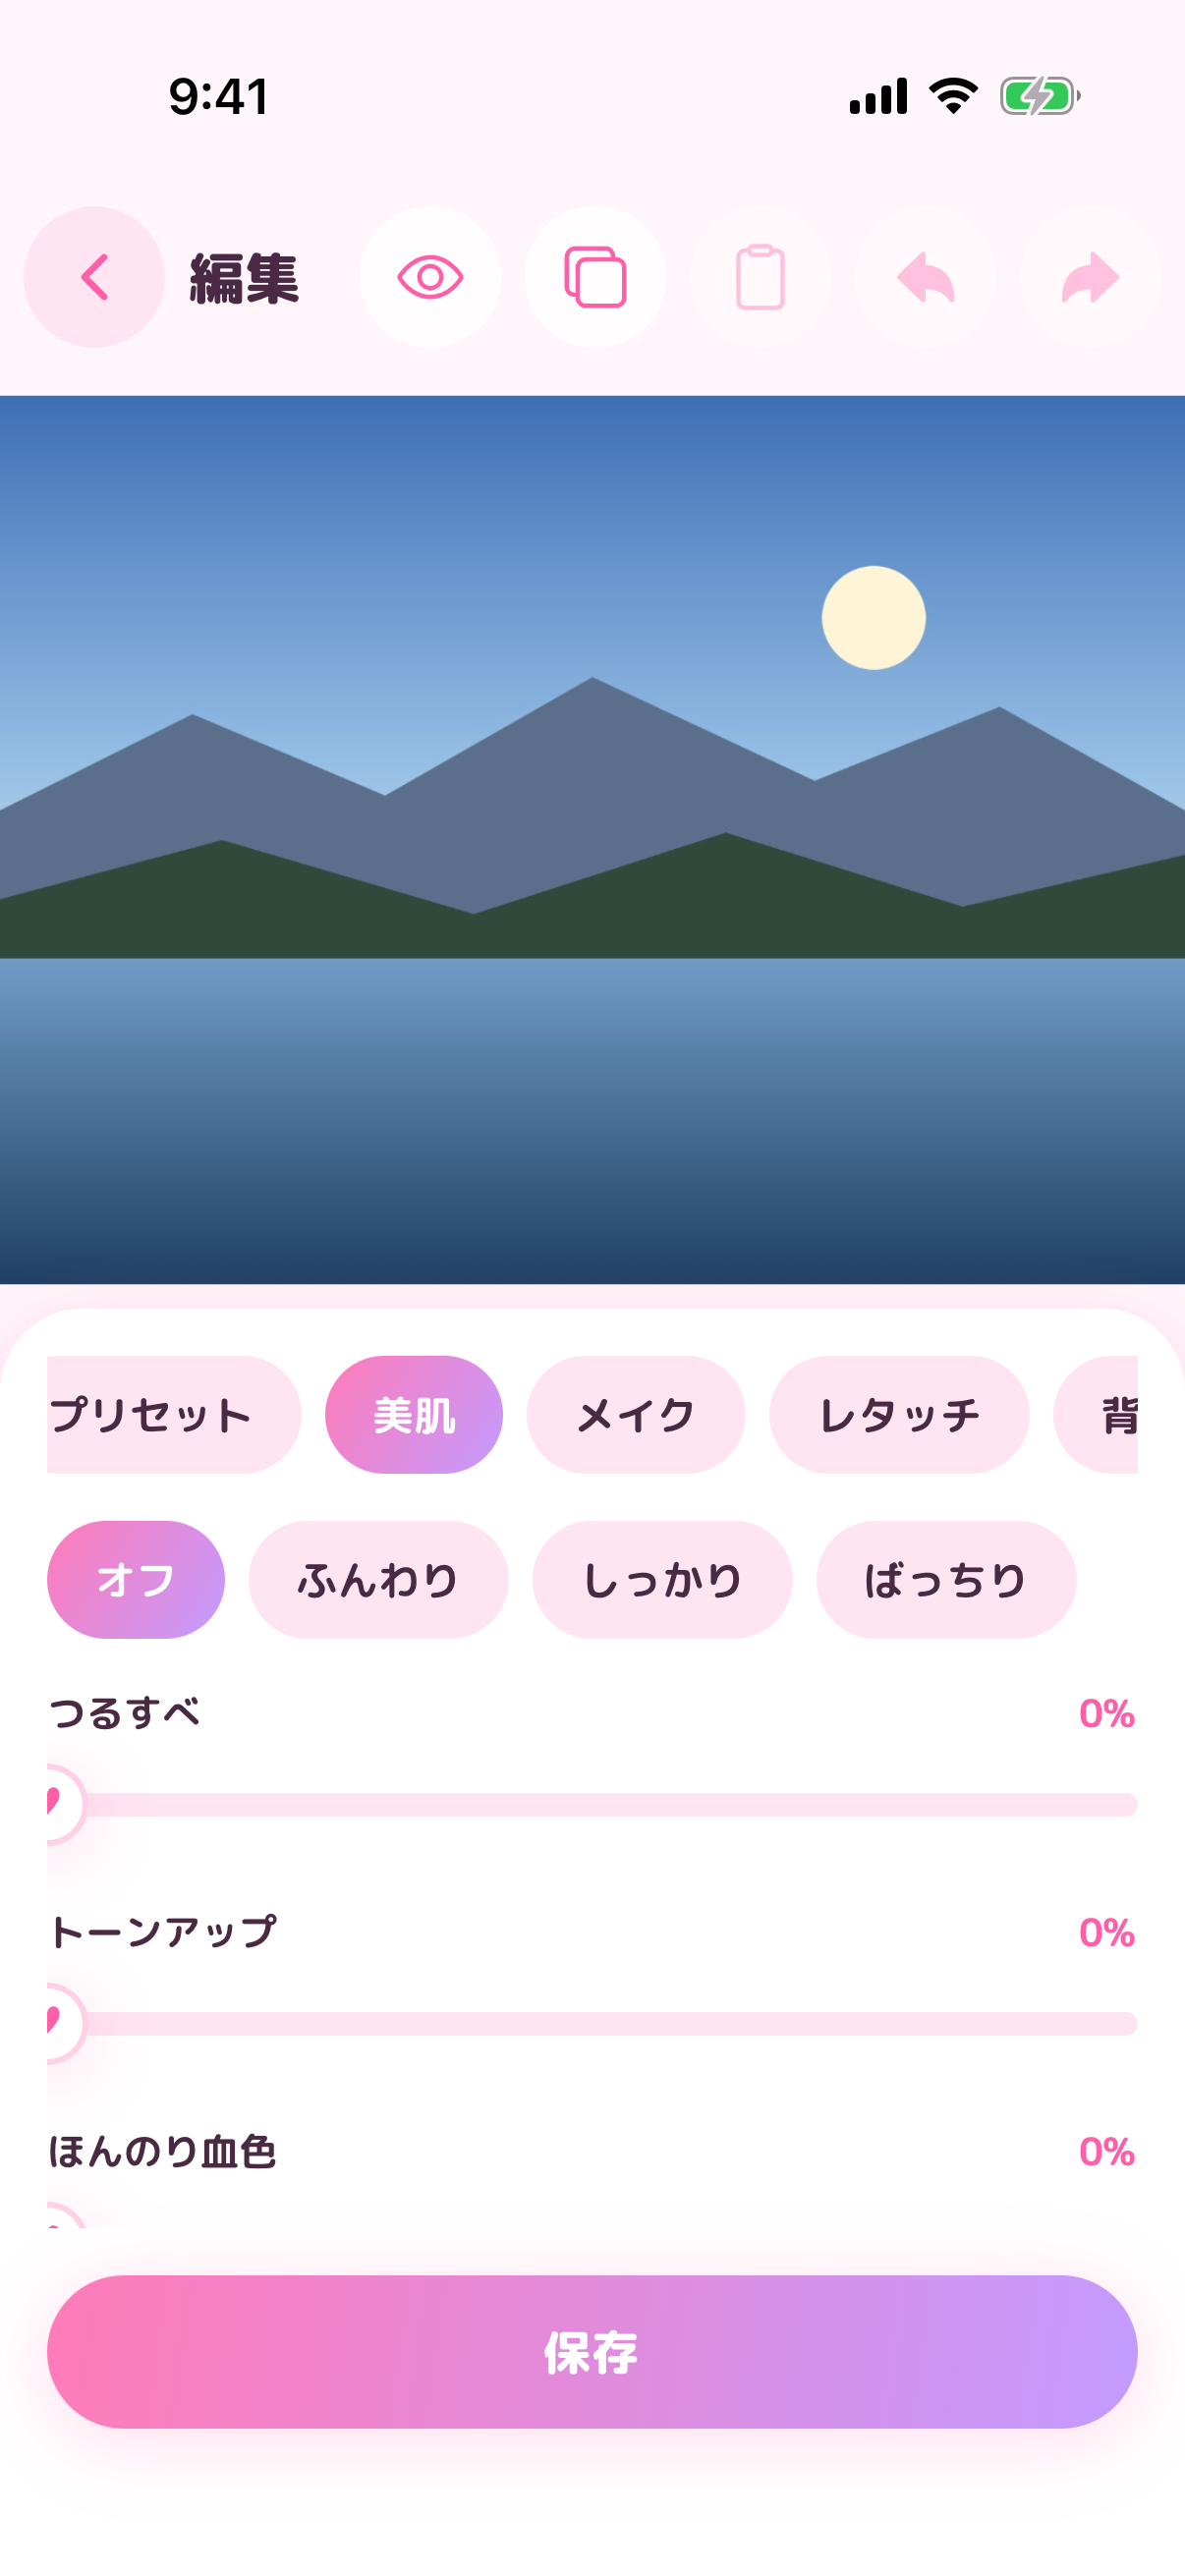 9:41
編集
プリセット 美肌 メイク レタッチ 背
オフ ふんわり しっかり ばっちり
つるすべ 0%
トーンアップ 0%
ほんのり血色 0%
保存